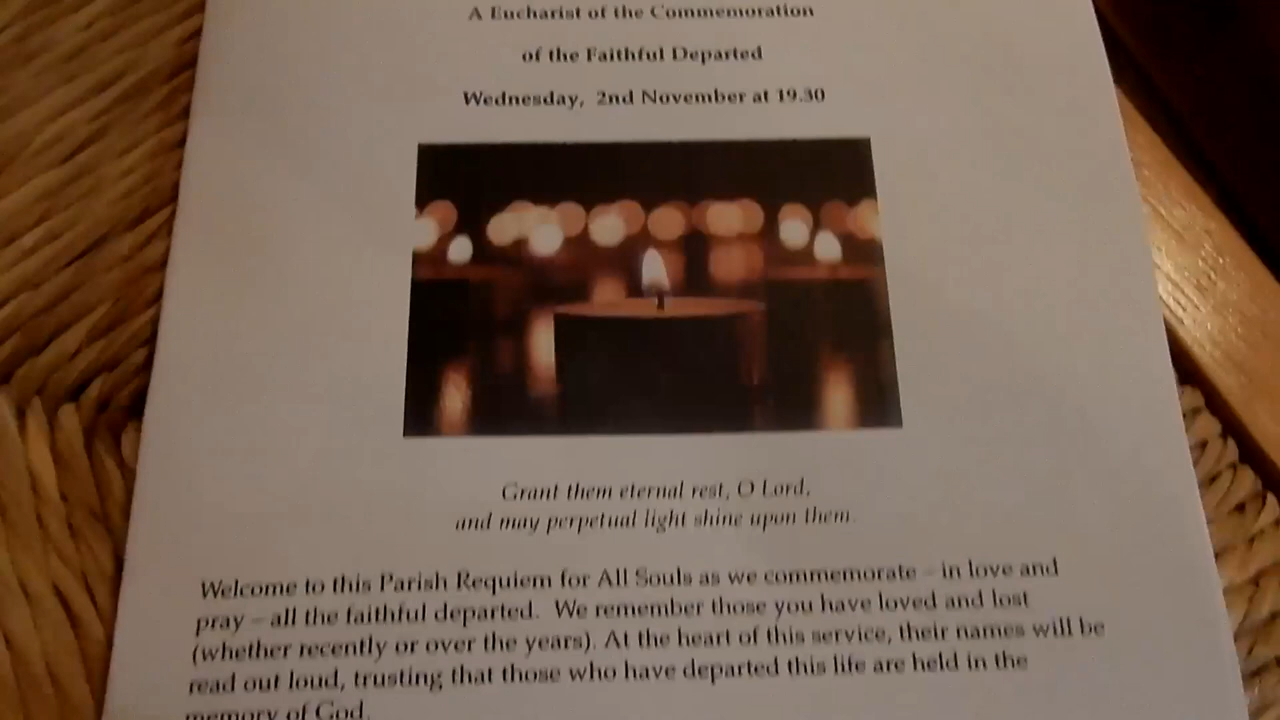 A Eucharist of the Commemoration
of the Faithful Departed
Wednesday, 2nd November at 19.30
Grant them eternal rest, O Lord,
and may perpetual light shine upon them.
Welcome to this Parish Requiem for All Souls as we commemorate – in love and
pray – all the faithful departed. We remember those you have loved and lost
(whether recently or over the years). At the heart of this service, their names will be
read out loud, trusting that those who have departed this life are held in the
memory of God.